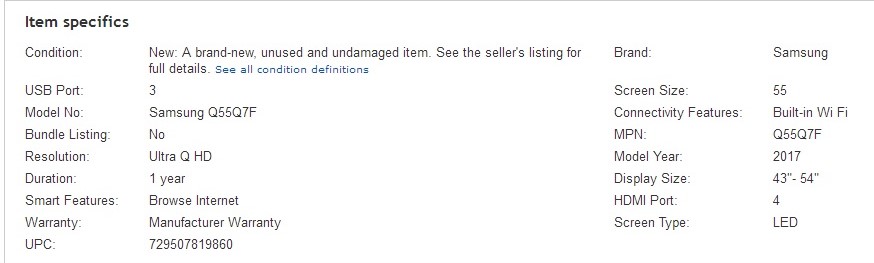 Item specifics
Condition: New: A brand-new, unused and undamaged item. See the seller's listing for Brand: Samsung
full details. See all condition definitions
USB Port: 3 Screen Size: 55
Model No: Samsung Q55Q7F Connectivity Features: Built-in Wi Fi
Bundle Listing: No MPN: Q55Q7F
Resolution: Ultra Q HD Model Year: 2017
Duration: 1 year Display Size: 43"- 54"
Smart Features: Browse Internet HDMI Port: 4
Warranty: Manufacturer Warranty Screen Type: LED
UPC: 729507819860